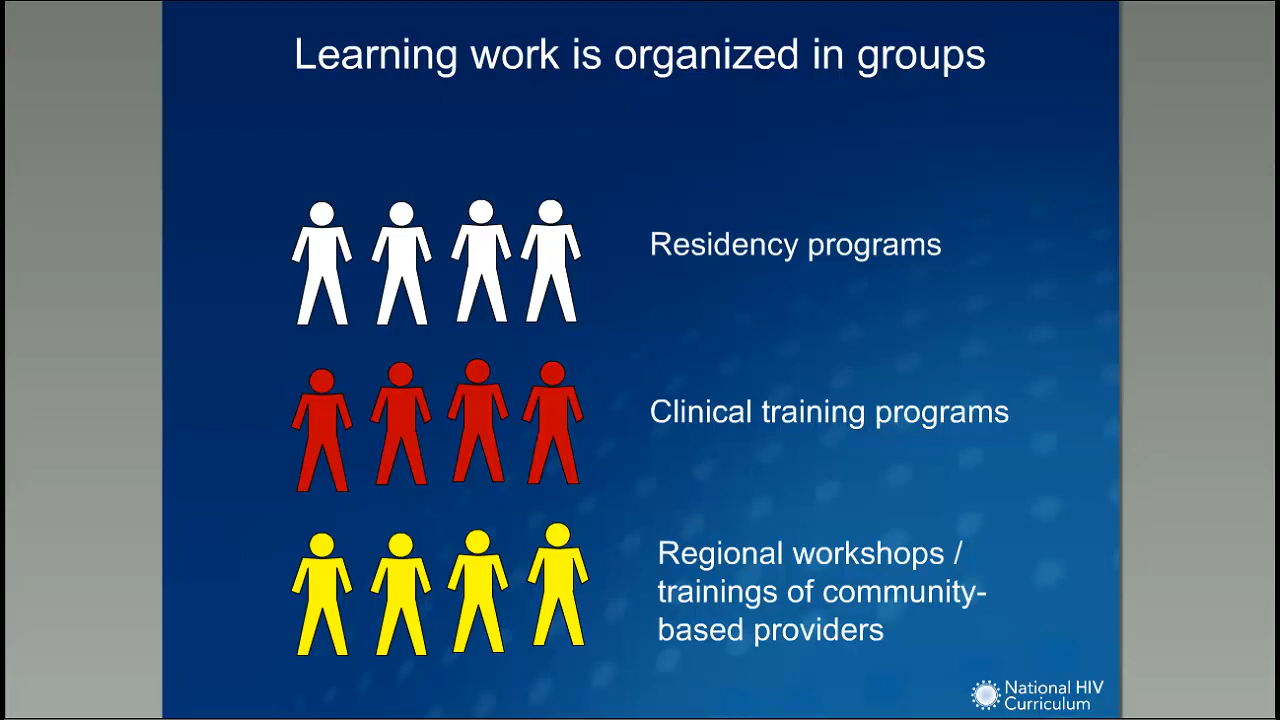 Learning work is organized in groups
Residency programs
Clinical training programs
Regional workshops /
trainings of community-
based providers
National HIV
Curriculum